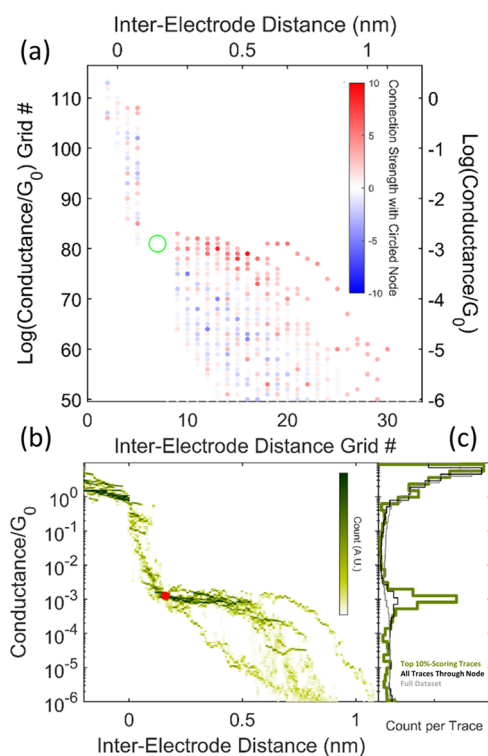 (a)
Inter-Electrode Distance (nm)
0 0.5 1
110
100
90
80
70
60
50
Log(Conductance/G0) Grid #
10
5
0
-5
-10
Connection Strength with Circled Node
0
-1
-2
-3
-4
-5
-6
Log(Conductance/G0)
0 10 20 30
Inter-Electrode Distance Grid #
(b)
(c)
10^0
10^-1
10^-2
10^-3
10^-4
10^-5
10^-6
Conductance/G0
Count (A.U.)
0 0.5 1
Inter-Electrode Distance (nm)
Top 10%-Scoring Traces
All Traces Through Node
Full Dataset
Count per Trace